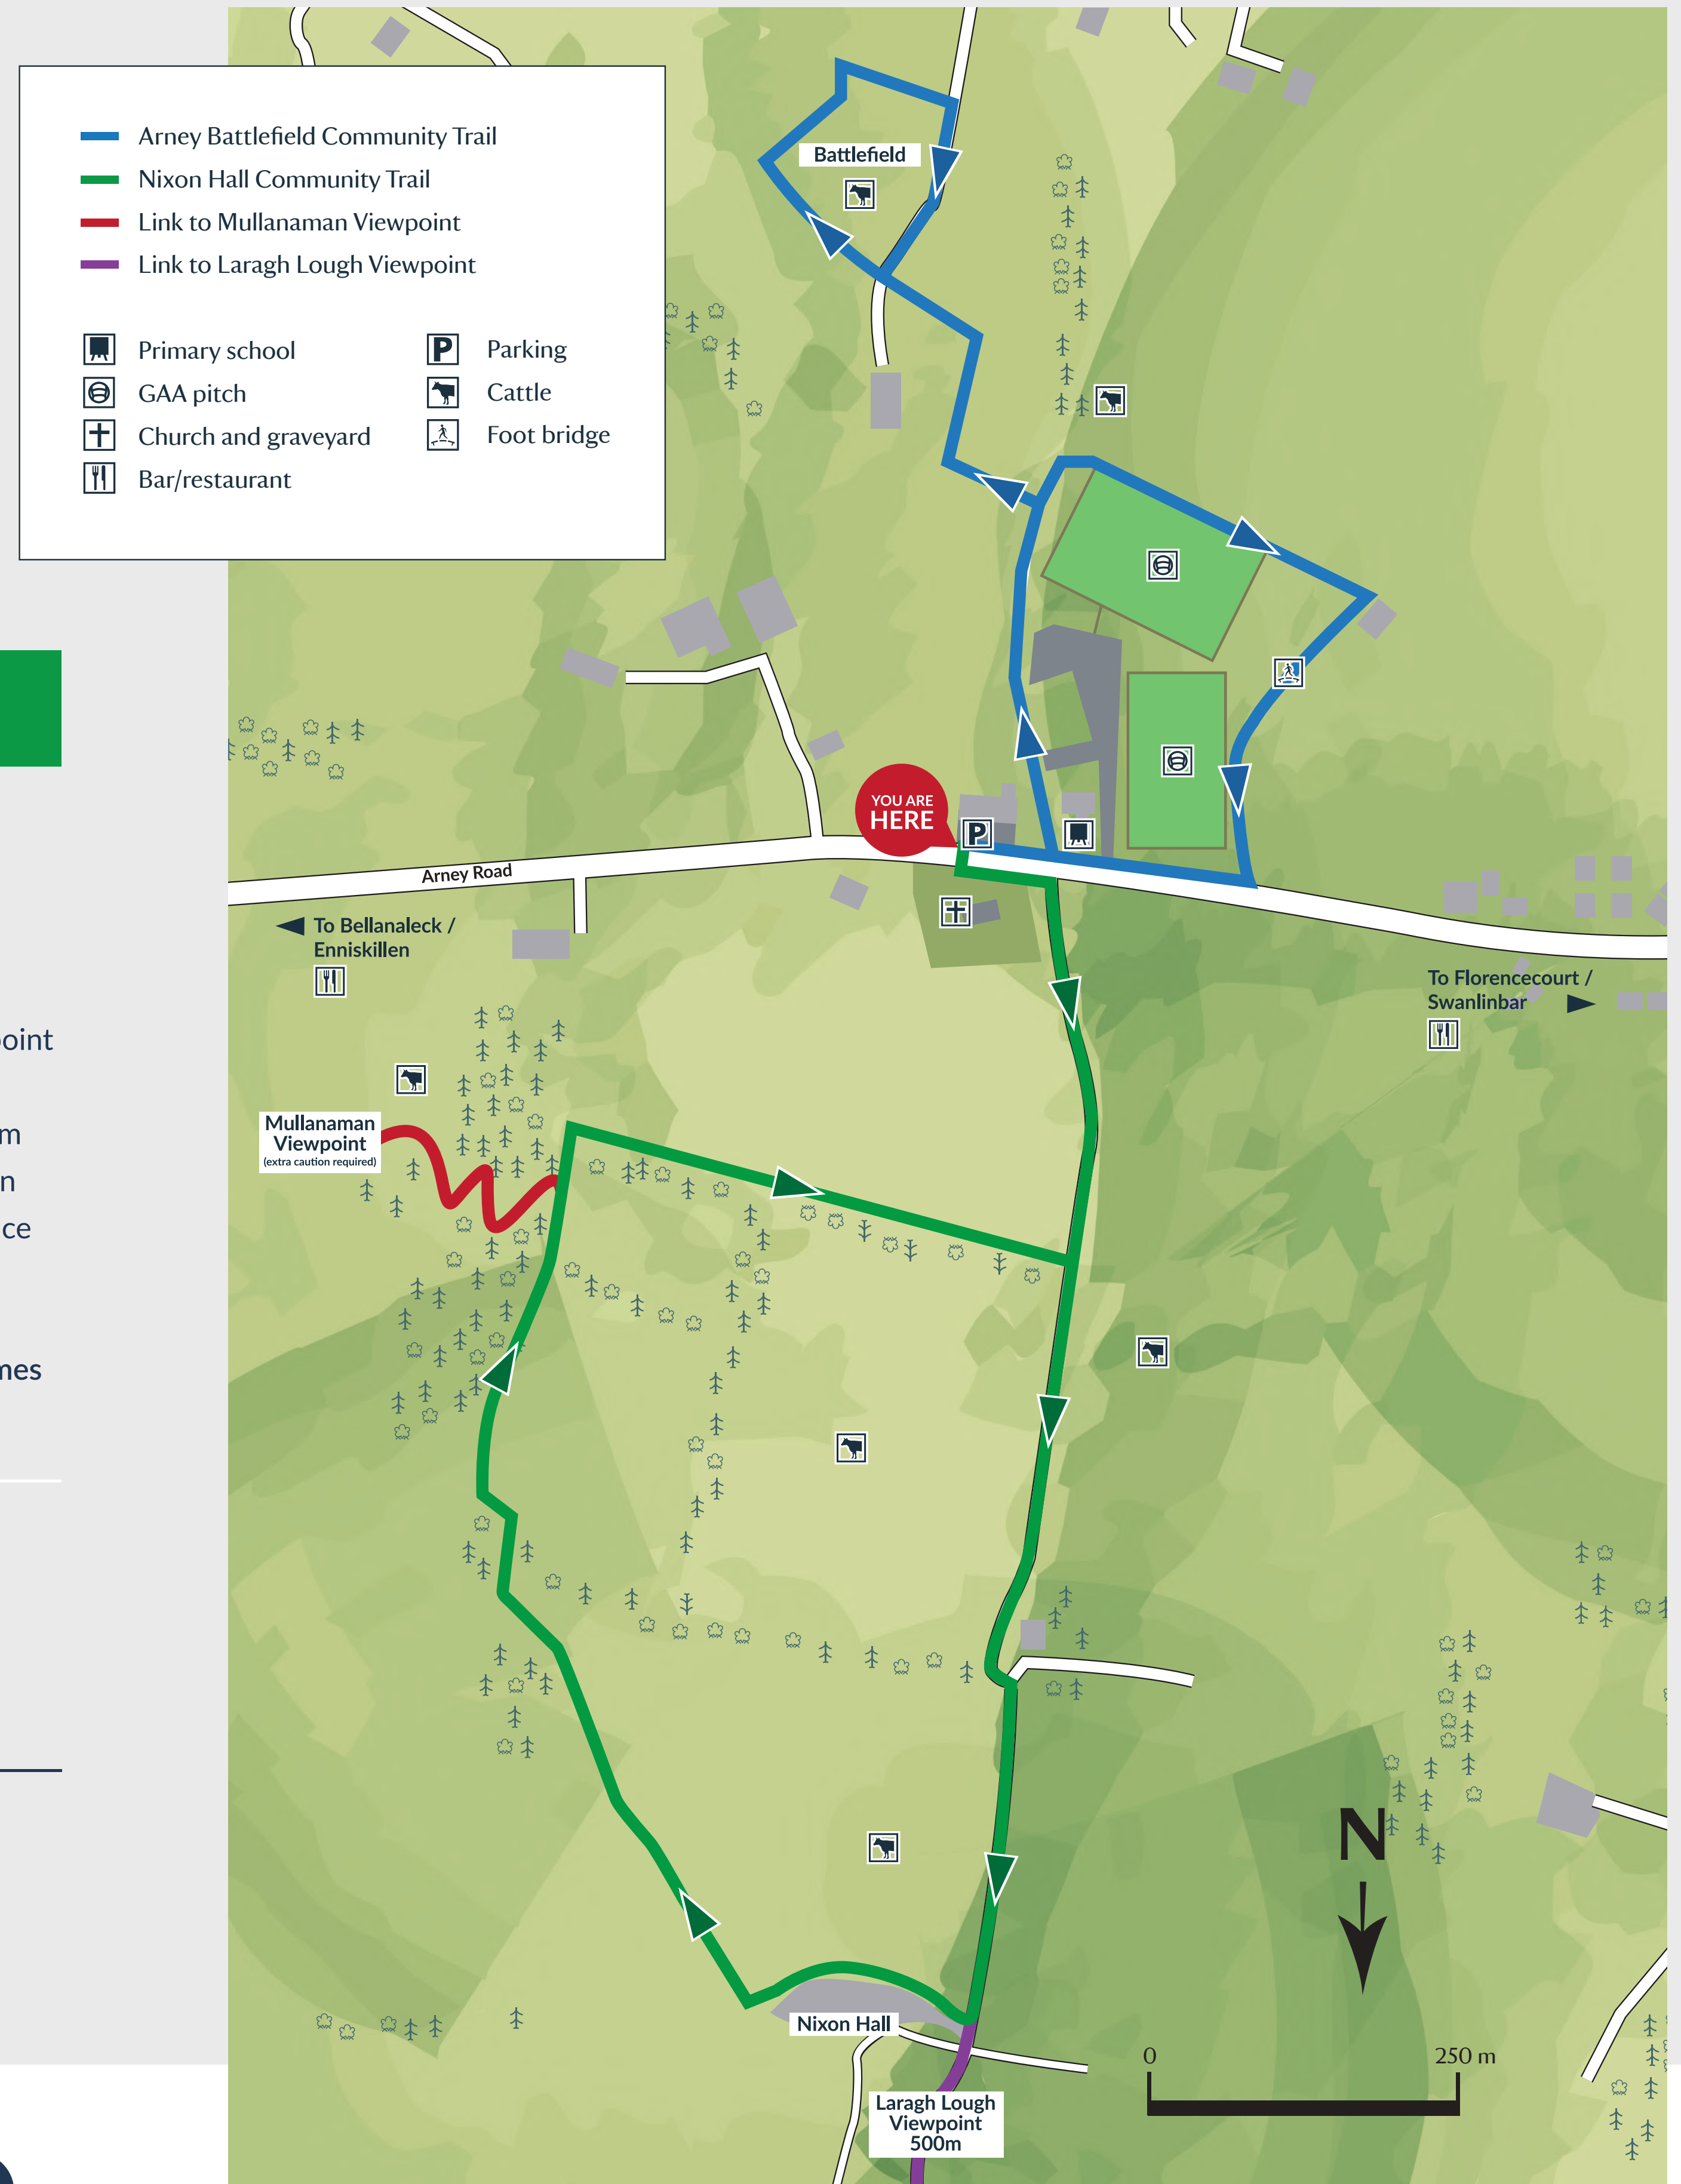 Arney Battlefield Community Trail
Nixon Hall Community Trail
Link to Mullanaman Viewpoint
Link to Laragh Lough Viewpoint
Primary school
GAA pitch
Church and graveyard
Bar/restaurant
P
Parking
Cattle
Foot bridge
Battlefield
YOU ARE
HERE
P
Arney Road
To Bellanaleck /
Enniskillen
To Florencecourt /
Swanlinbar
Mullanaman
Viewpoint
(extra caution required)
Nixon Hall
Laragh Lough
Viewpoint
500m
N
0
250 m
oint
m
n
ce
mes